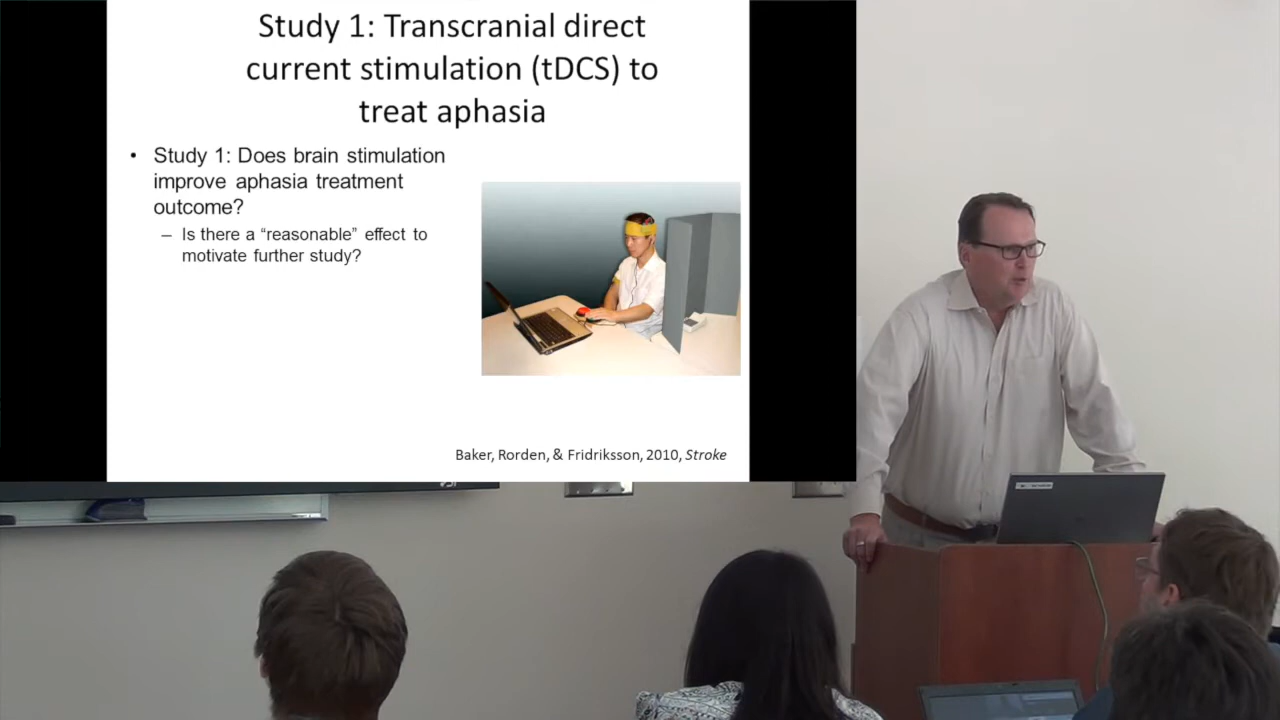 Study 1: Transcranial direct
current stimulation (tDCS) to
treat aphasia
• Study 1: Does brain stimulation
improve aphasia treatment
outcome?
– Is there a “reasonable” effect to
motivate further study?
Baker, Rorden, & Fridriksson, 2010, Stroke